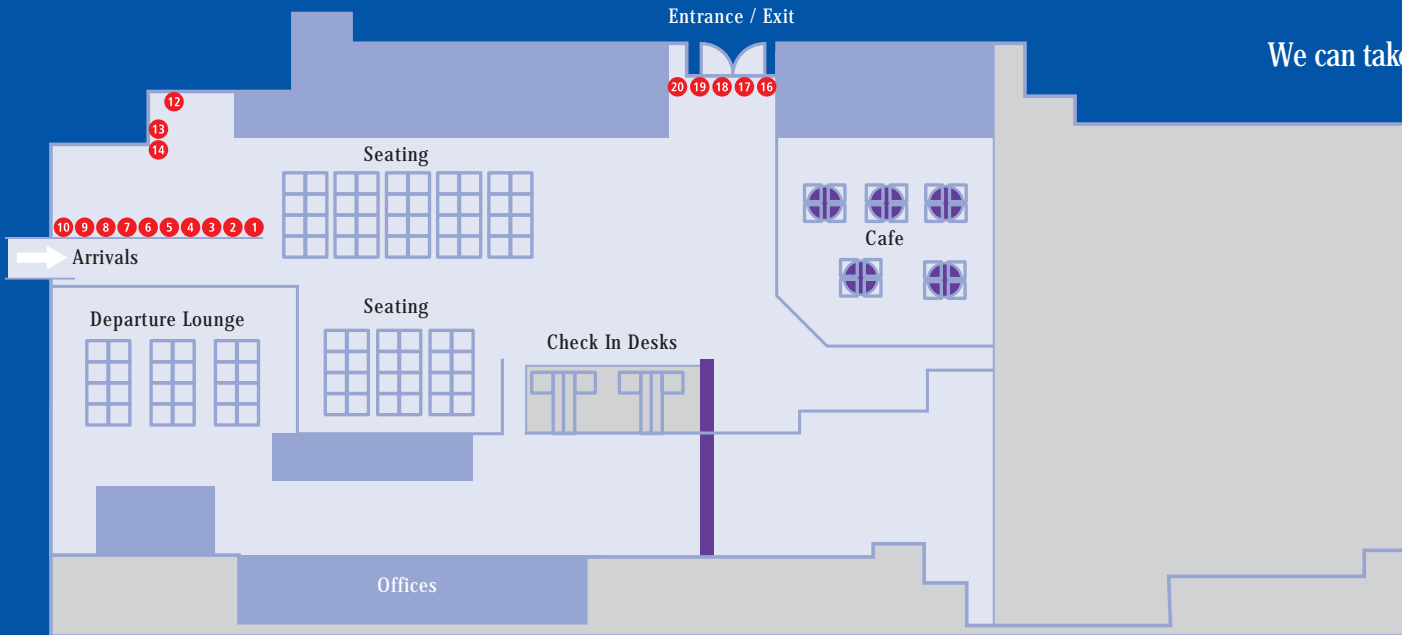 Entrance / Exit
We can take
20 19 18 17 16
12
13
14
Seating
10 9 8 7 6 5 4 3 2 1
Arrivals
Cafe
Seating
Departure Lounge
Check In Desks
Offices